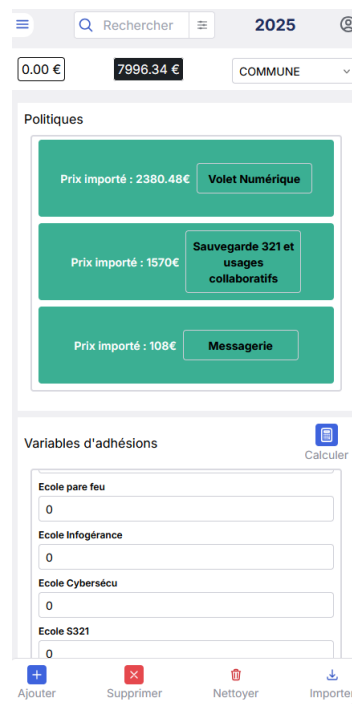 Rechercher
2025
0.00 €
7996.34 €
COMMUNE
Politiques
Prix importé : 2380.48€
Volet Numérique
Prix importé : 1570€
Sauvegarde 321 et
usages
collaboratifs
Prix importé : 108€
Messagerie
Variables d'adhésions
Calculer
Ecole pare feu
0
Ecole Infogérance
0
Ecole Cybersécu
0
Ecole S321
0
Ajouter
Supprimer
Nettoyer
Importer